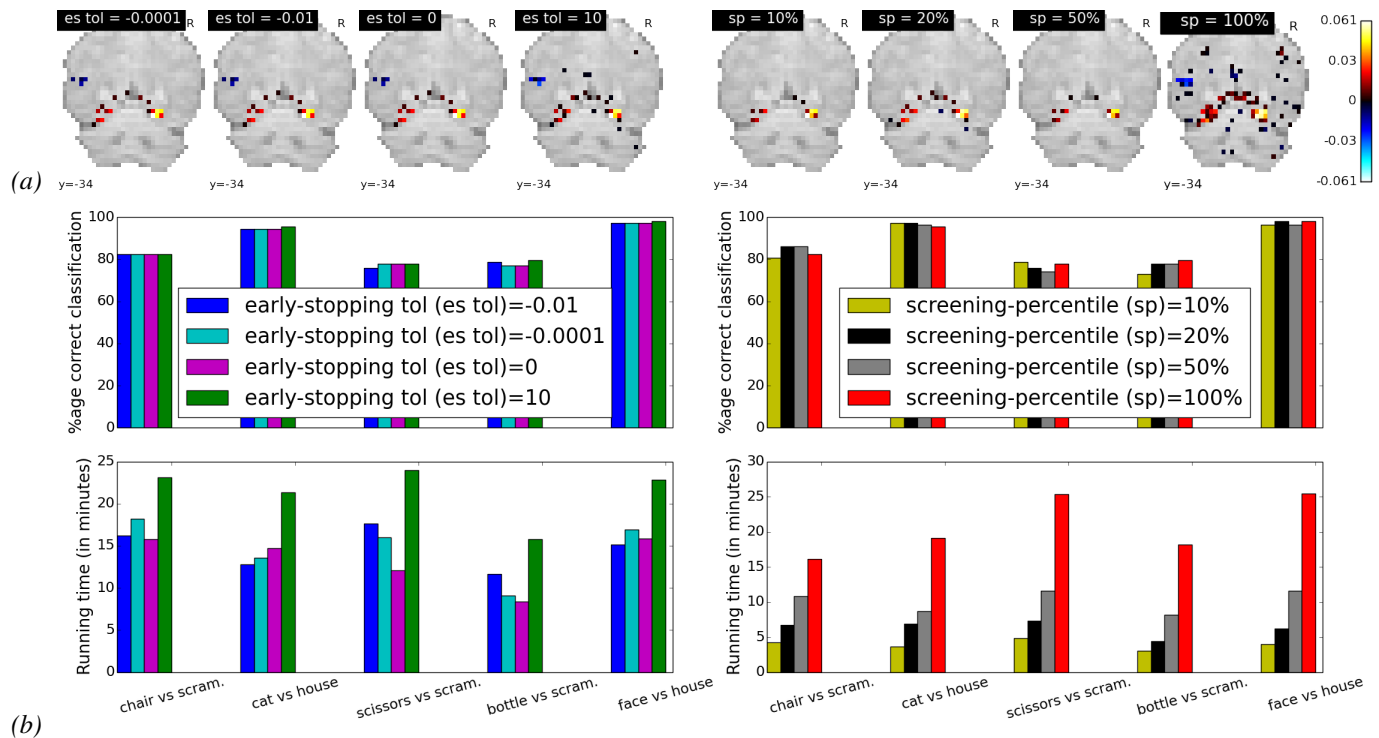 es tol = -0.0001
R
es tol = -0.01
R
es tol = 0
R
es tol = 10
R
sp = 10%
R
sp = 20%
R
sp = 50%
R
sp = 100%
R
0.061
0.03
0
-0.03
-0.061
(a)
y=-34
y=-34
y=-34
y=-34
y=-34
y=-34
y=-34
y=-34
%age correct classification
100
80
60
40
20
0
early-stopping tol (es tol)=-0.01
early-stopping tol (es tol)=-0.0001
early-stopping tol (es tol)=0
early-stopping tol (es tol)=10
%age correct classification
100
80
60
40
20
0
screening-percentile (sp)=10%
screening-percentile (sp)=20%
screening-percentile (sp)=50%
screening-percentile (sp)=100%
Running time (in minutes)
25
20
15
10
5
0
chair vs scram.
cat vs house
scissors vs scram.
bottle vs scram.
face vs house
Running time (in minutes)
30
25
20
15
10
5
0
chair vs scram.
cat vs house
scissors vs scram.
bottle vs scram.
face vs house
(b)